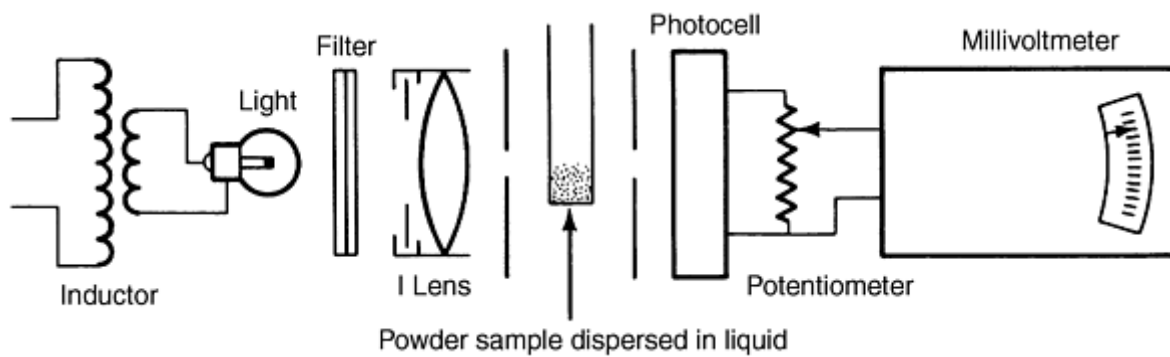 Photocell
Millivoltmeter
Filter
Light
Inductor
I Lens
Potentiometer
Powder sample dispersed in liquid